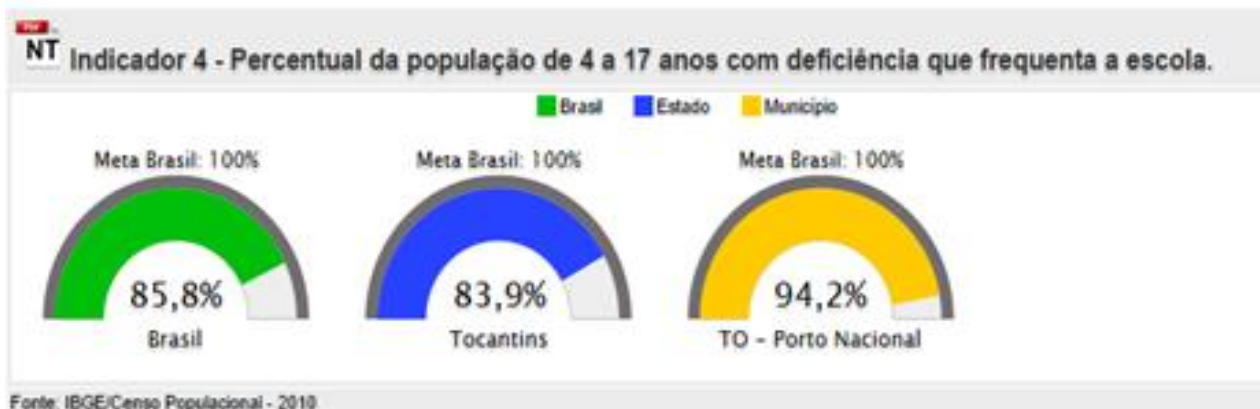 PDF
NT Indicador 4 - Percentual da população de 4 a 17 anos com deficiência que frequenta a escola.
Brasil Estado Município
Meta Brasil: 100% Meta Brasil: 100% Meta Brasil: 100%
85,8% 83,9% 94,2%
Brasil Tocantins TO - Porto Nacional
Fonte: IBGE/Censo Populacional - 2010